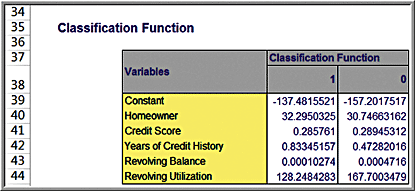 34
35 Classification Function
36
37 Classification Function
38 Variables 1 0
39 Constant -137.4815521 -157.2017517
40 Homeowner 32.2950325 30.74663162
41 Credit Score 0.285761 0.28945312
42 Years of Credit History 0.83345157 0.47282016
43 Revolving Balance 0.00010274 0.0004716
44 Revolving Utilization 128.2484283 167.7003479